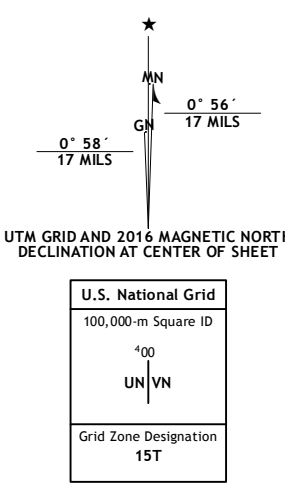 ★
MN
0° 56´
17 MILS
GN
0° 58´
17 MILS
UTM GRID AND 2016 MAGNETIC NORTH
DECLINATION AT CENTER OF SHEET
U.S. National Grid
100,000-m Square ID
⁴00
UN VN
Grid Zone Designation
15T